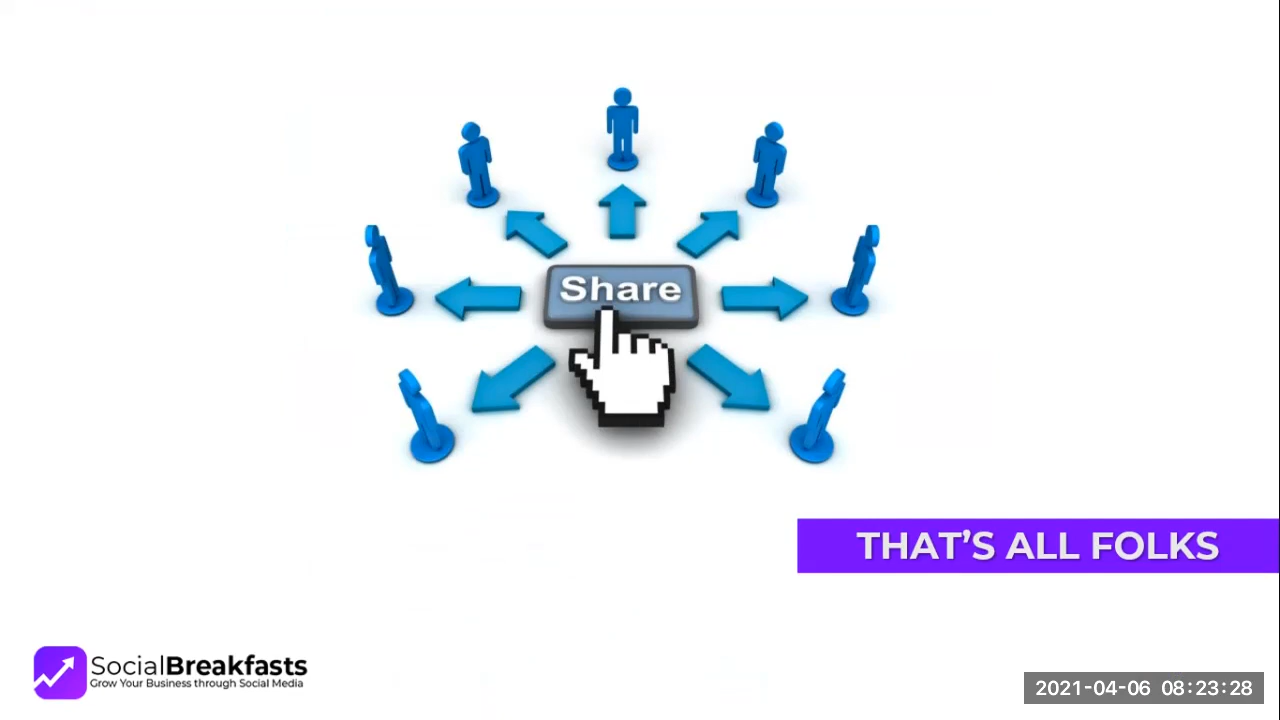 Share
THAT'S ALL FOLKS
SocialBreakfasts
Grow Your Business through Social Media
2021-04-06 08:23:28